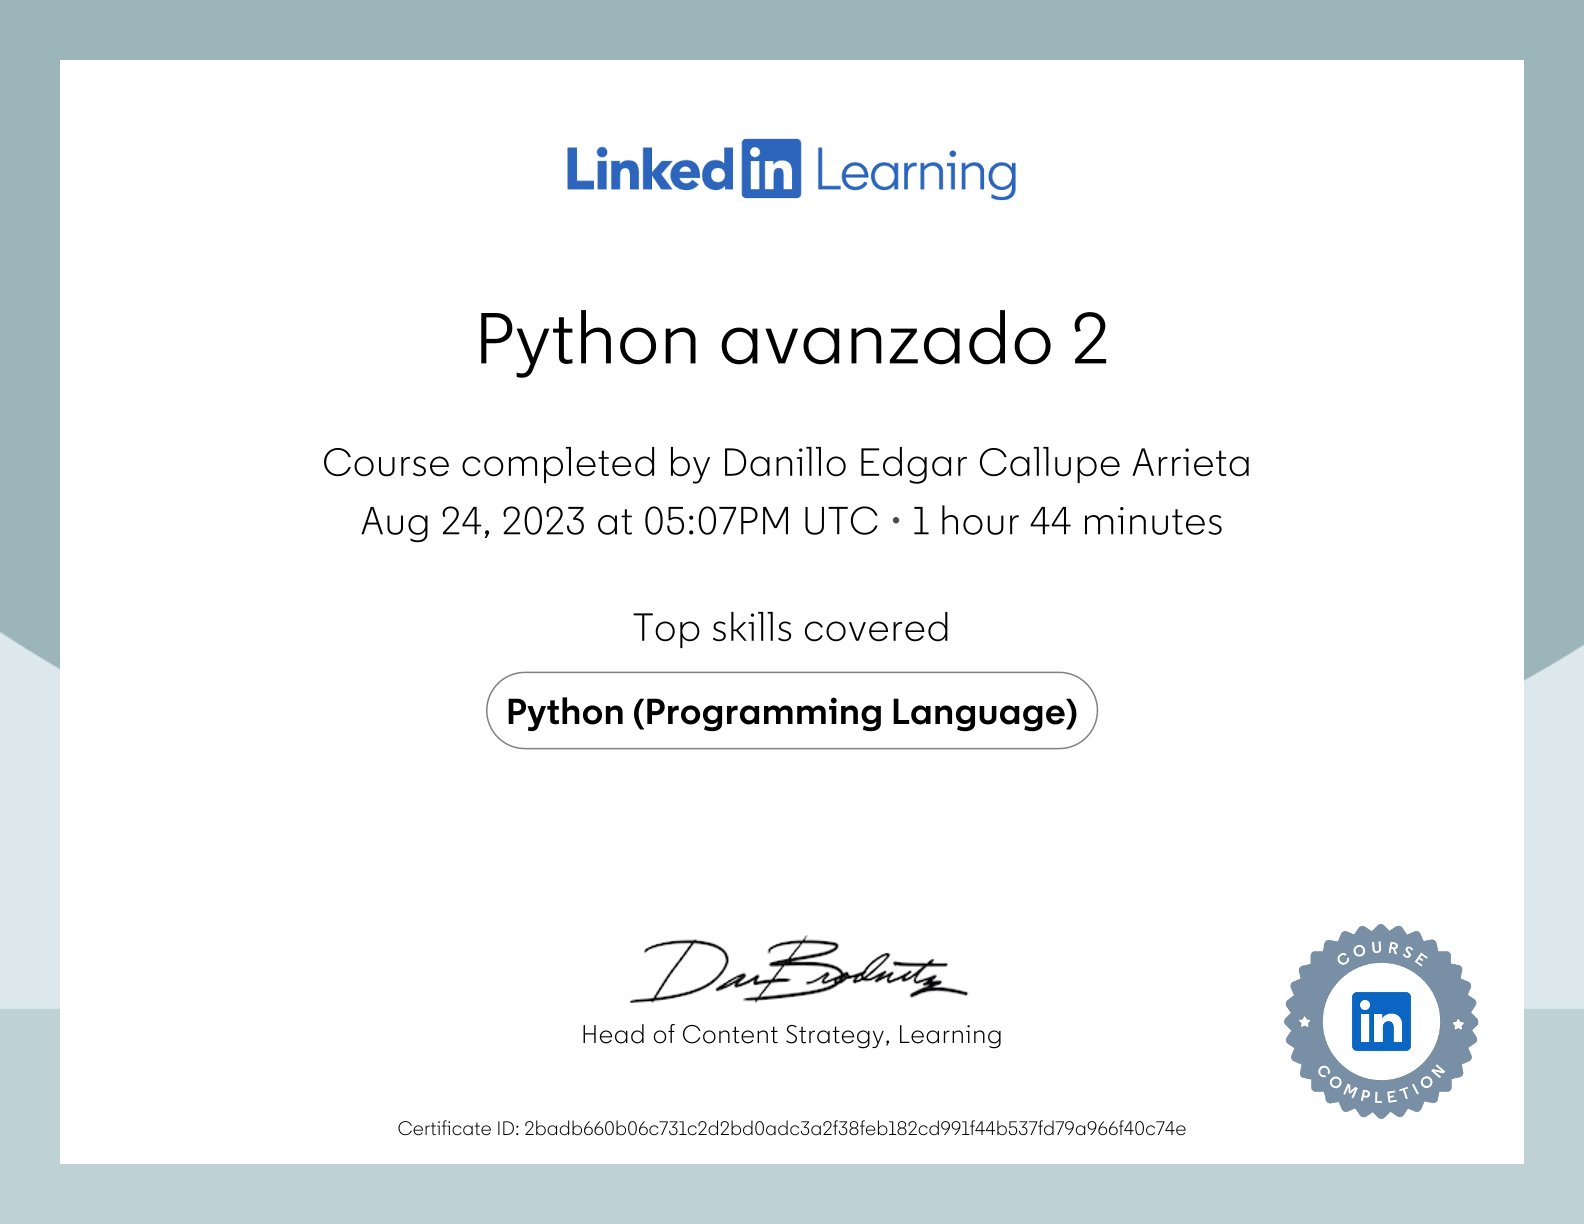 Linkedin Learning
Python avanzado 2
Course completed by Danillo Edgar Callupe Arrieta
Aug 24, 2023 at 05:07PM UTC • 1 hour 44 minutes
Top skills covered
Python (Programming Language)
Dan Brodnitz
Head of Content Strategy, Learning
COURSE
in
COMPLETION
Certificate ID: 2badb660b06c731c2d2bd0adc3a2f38feb182cd991f44b537fd79a966f40c74e